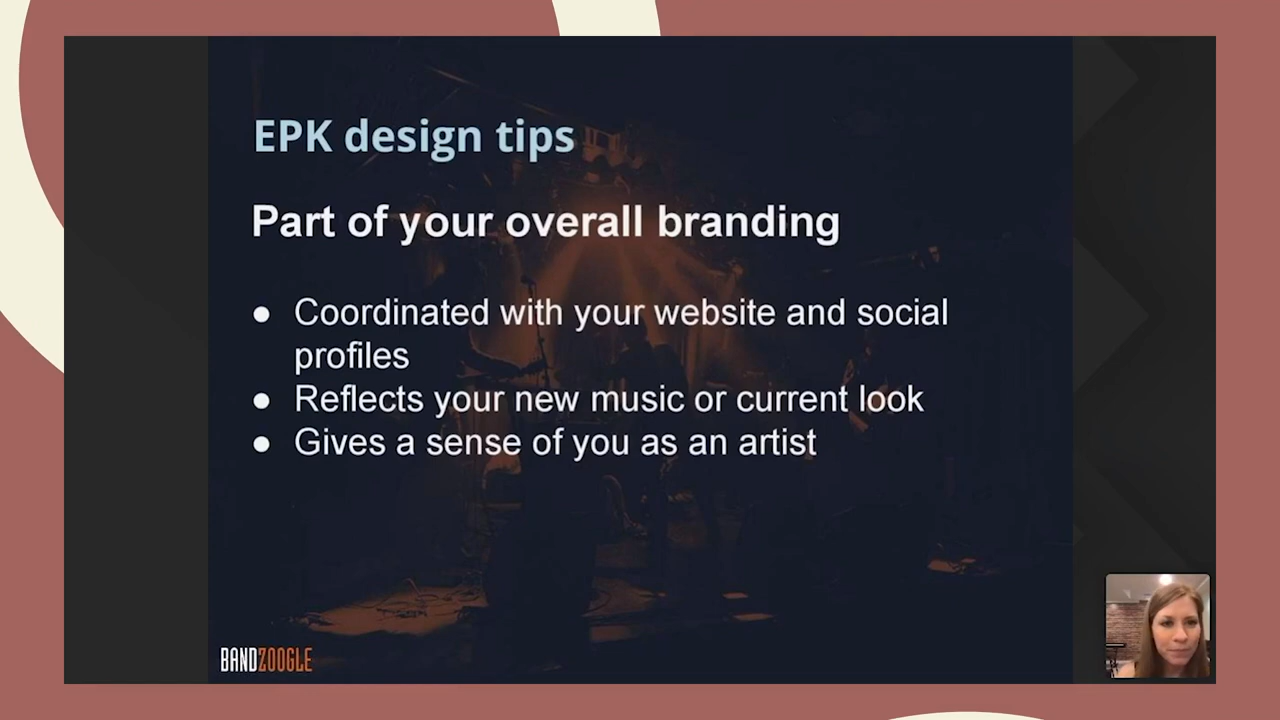 EPK design tips
Part of your overall branding
● Coordinated with your website and social
profiles
● Reflects your new music or current look
● Gives a sense of you as an artist
BANDZOOGLE